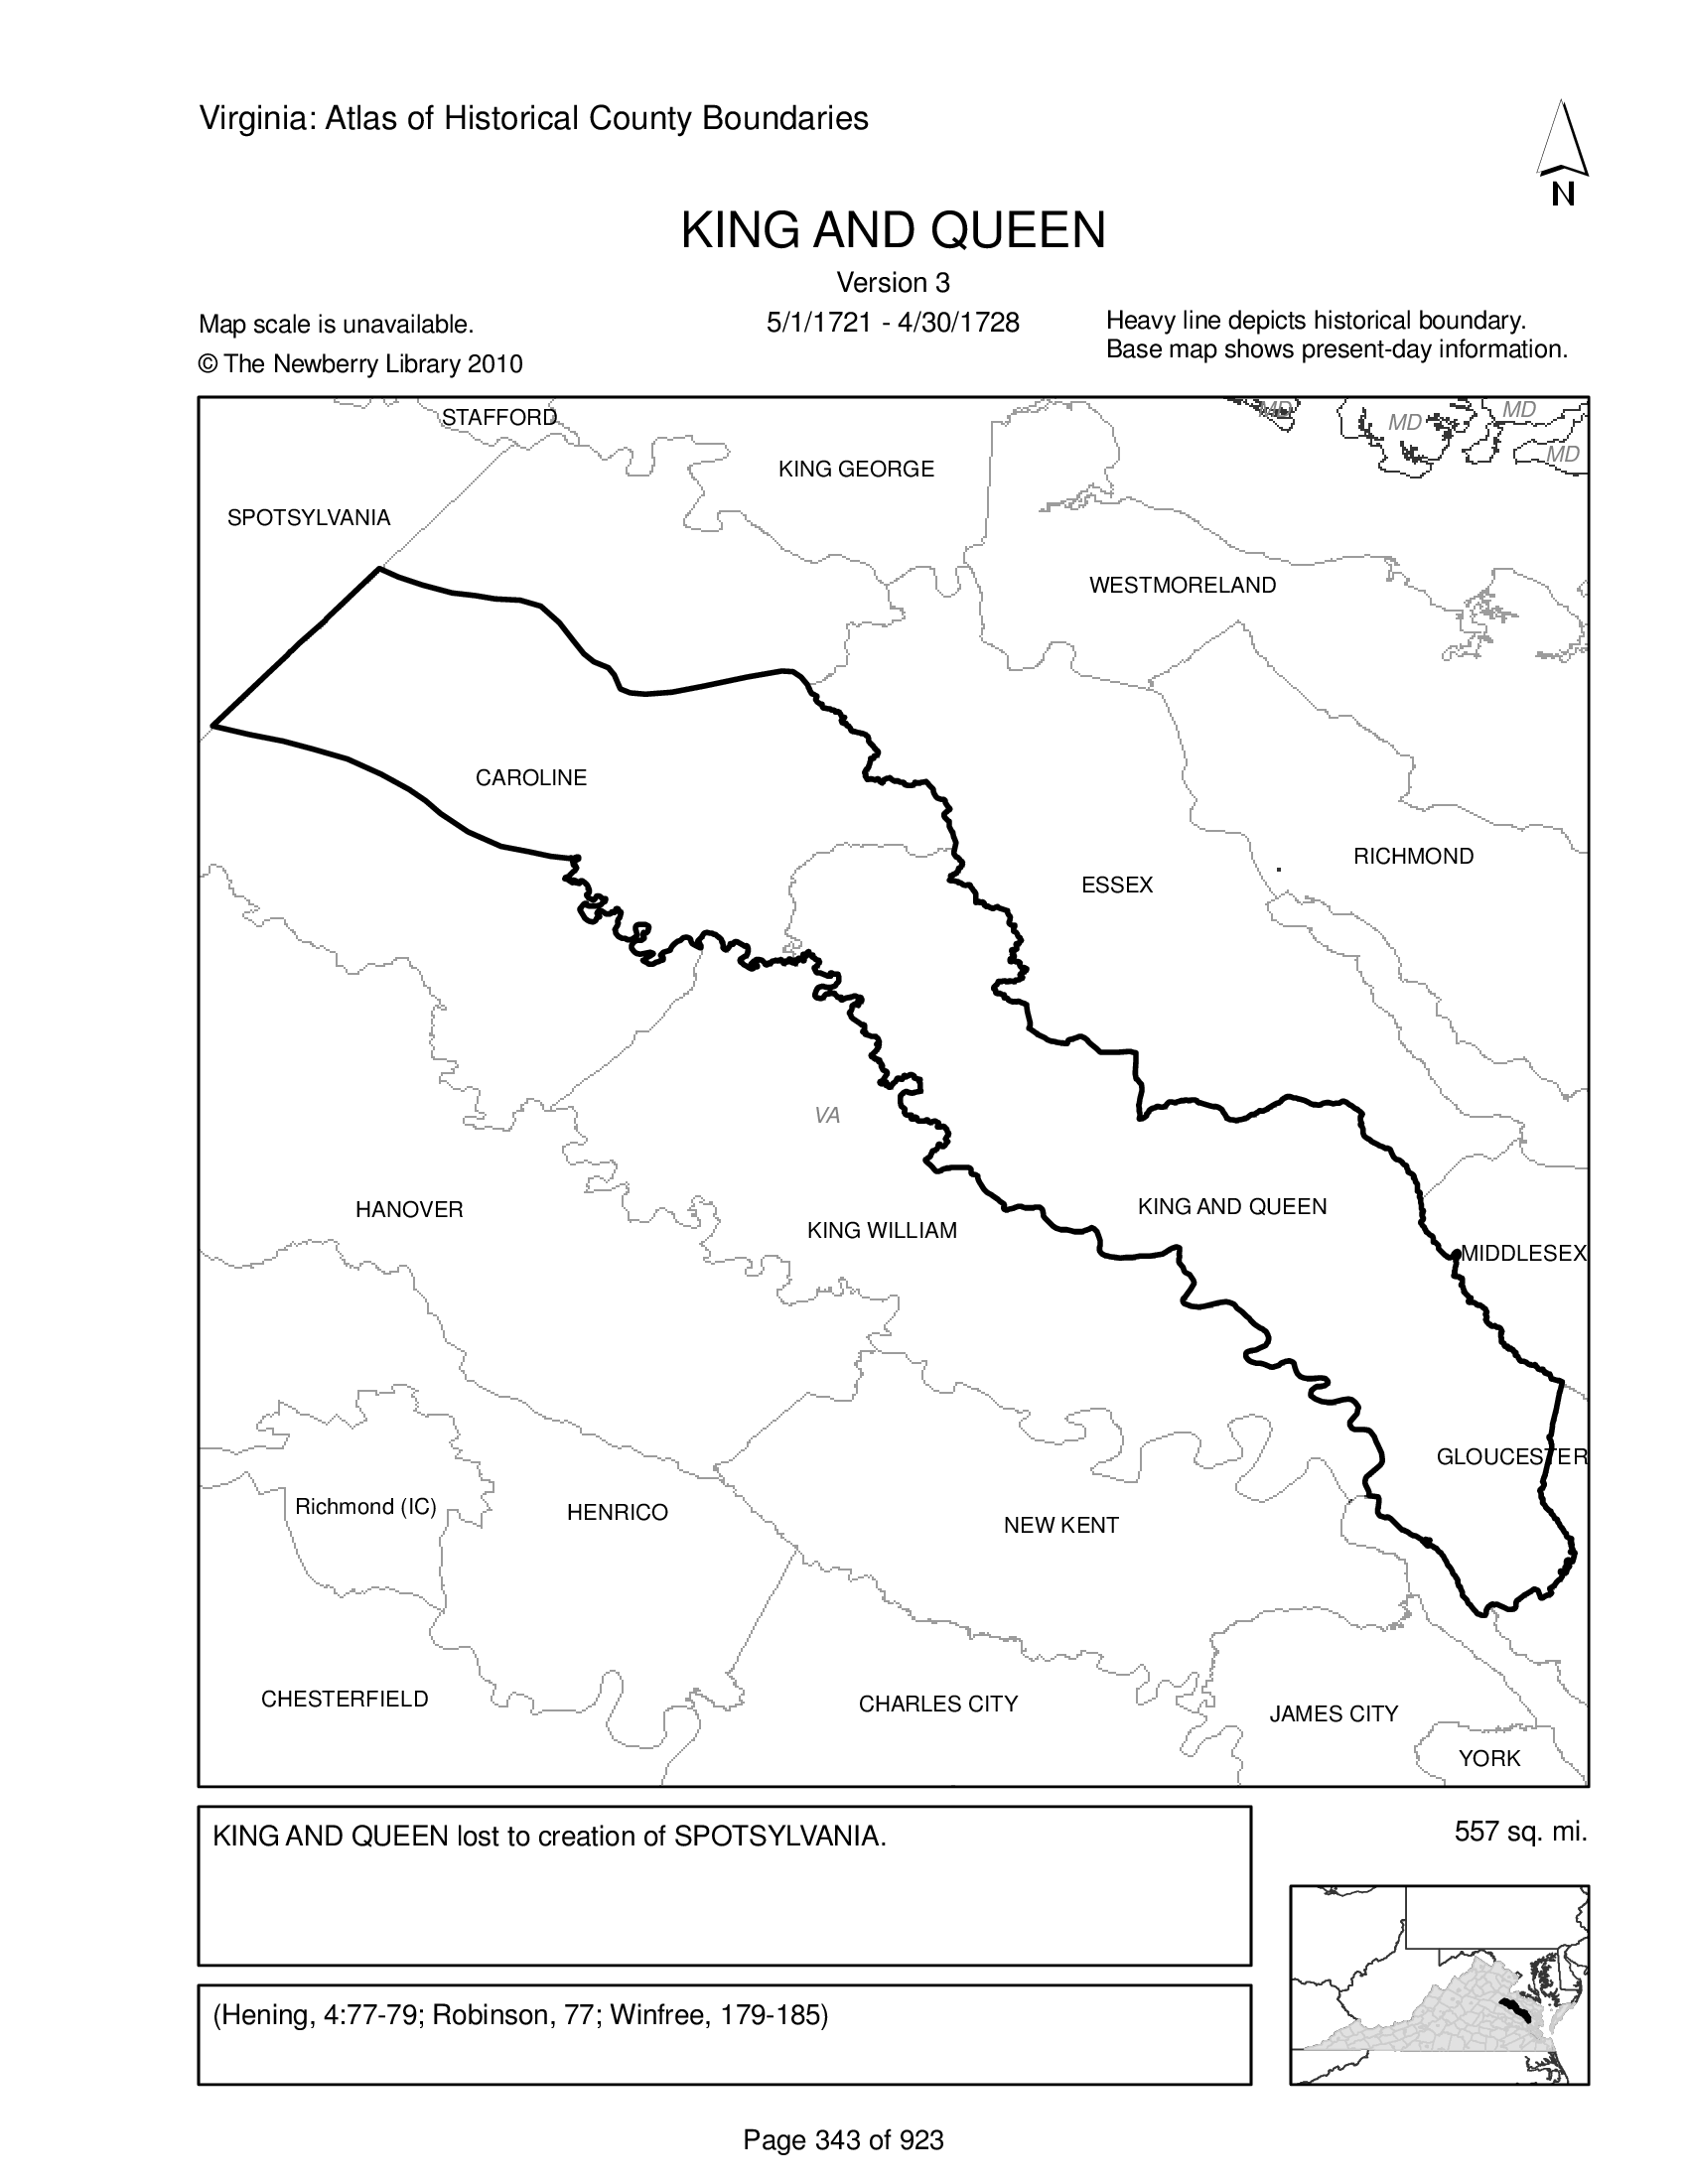 Virginia: Atlas of Historical County Boundaries
N
KING AND QUEEN
Version 3
Map scale is unavailable.
5/1/1721 - 4/30/1728
Heavy line depicts historical boundary.
© The Newberry Library 2010
Base map shows present-day information.
STAFFORD
MD
MD
MD
MD
KING GEORGE
SPOTSYLVANIA
WESTMORELAND
CAROLINE
RICHMOND
ESSEX
VA
HANOVER
KING WILLIAM
KING AND QUEEN
MIDDLESEX
GLOUCESTER
Richmond (IC)
HENRICO
NEW KENT
CHESTERFIELD
CHARLES CITY
JAMES CITY
YORK
KING AND QUEEN lost to creation of SPOTSYLVANIA.
557 sq. mi.
(Hening, 4:77-79; Robinson, 77; Winfree, 179-185)
Page 343 of 923